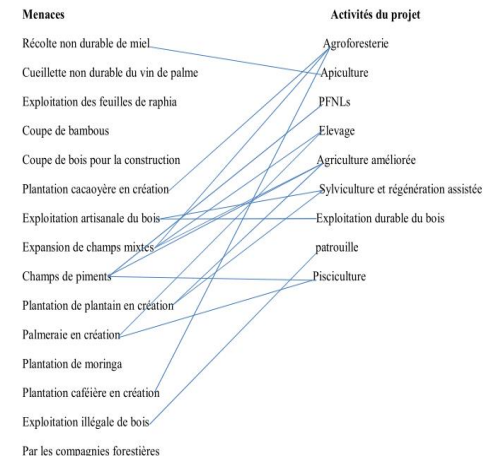 Menaces
Activités du projet
Récolte non durable de miel
Agroforesterie
Cueillette non durable du vin de palme
Apiculture
Exploitation des feuilles de raphia
PFNLs
Coupe de bambous
Elevage
Coupe de bois pour la construction
Agriculture améliorée
Plantation cacaoyère en création
Sylviculture et régénération assistée
Exploitation artisanale du bois
Exploitation durable du bois
Expansion de champs mixtes
patrouille
Champs de piments
Pisciculture
Plantation de plantain en création
Palmeraie en création
Plantation de moringa
Plantation caféière en création
Exploitation illégale de bois
Par les compagnies forestières